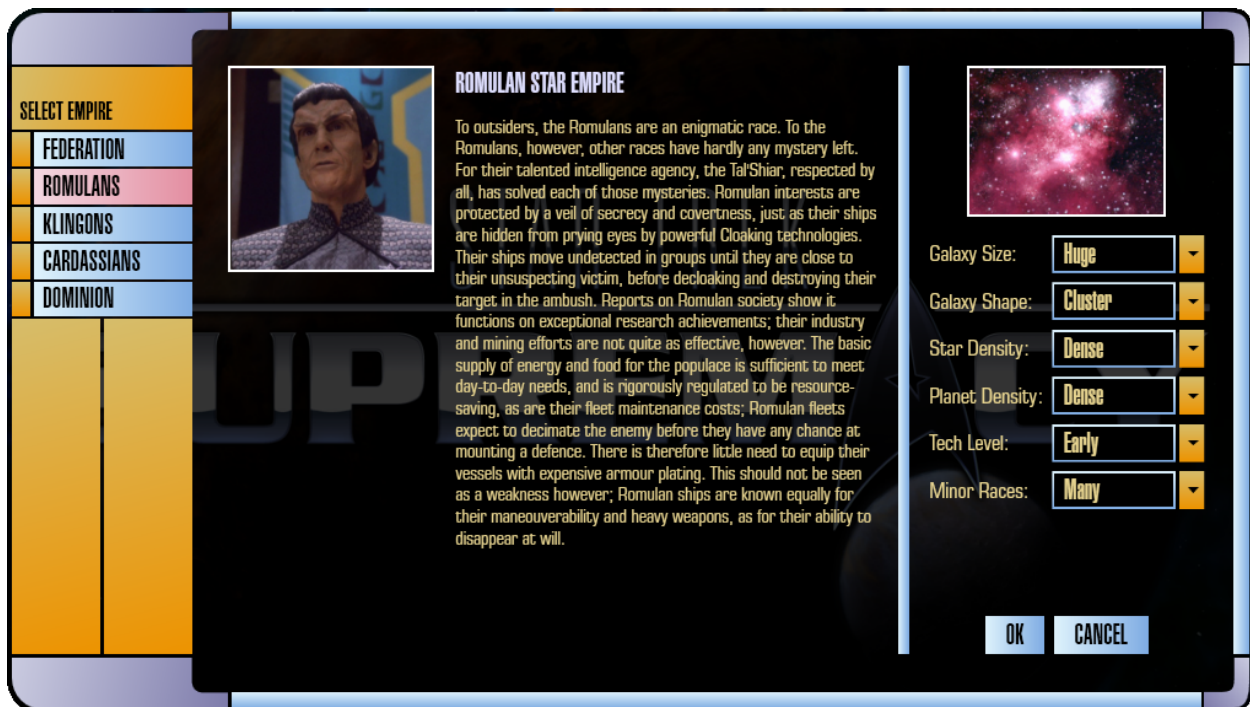 SELECT EMPIRE
FEDERATION
ROMULANS
KLINGONS
CARDASSIANS
DOMINION
ROMULAN STAR EMPIRE
To outsiders, the Romulans are an enigmatic race. To the
Romulans, however, other races have hardly any mystery left.
For their talented intelligence agency, the Tal'Shiar, respected by
all, has solved each of those mysteries. Romulan interests are
protected by a veil of secrecy and covertness, just as their ships
are hidden from prying eyes by powerful Cloaking technologies.
Their ships move undetected in groups until they are close to
their unsuspecting victim, before decloaking and destroying their
target in the ambush. Reports on Romulan society show it
functions on exceptional research achievements; their industry
and mining efforts are not quite as effective, however. The basic
supply of energy and food for the populace is sufficient to meet
day-to-day needs, and is rigorously regulated to be resource-
saving, as are their fleet maintenance costs; Romulan fleets
expect to decimate the enemy before they have any chance at
mounting a defence. There is therefore little need to equip their
vessels with expensive armour plating. This should not be seen
as a weakness however; Romulan ships are known equally for
their maneouverability and heavy weapons, as for their ability to
disappear at will.
Galaxy Size: Huge
Galaxy Shape: Cluster
Star Density: Dense
Planet Density: Dense
Tech Level: Early
Minor Races: Many
OK CANCEL
STAR TREK
SUPREMACY